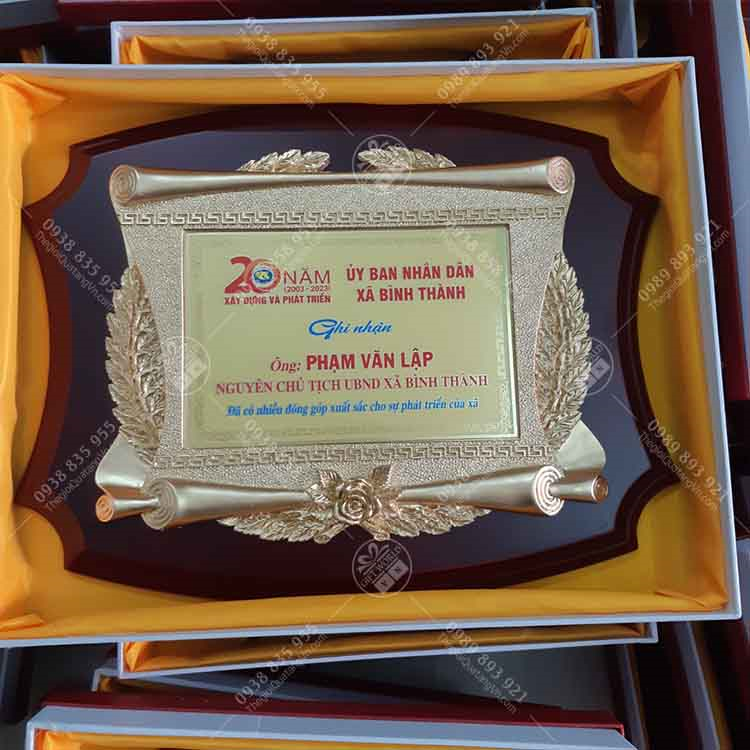 20 NĂM
(2003 - 2023)
XÂY DỰNG VÀ PHÁT TRIỂN
ỦY BAN NHÂN DÂN
XÃ BÌNH THÀNH
Ghi nhận
Ông: PHẠM VĂN LẬP
NGUYÊN CHỦ TỊCH UBND XÃ BÌNH THÀNH
Đã có nhiều đóng góp xuất sắc cho sự phát triển của xã
0938 835 955
0989 893 921
ThegioiQuatangVn.com